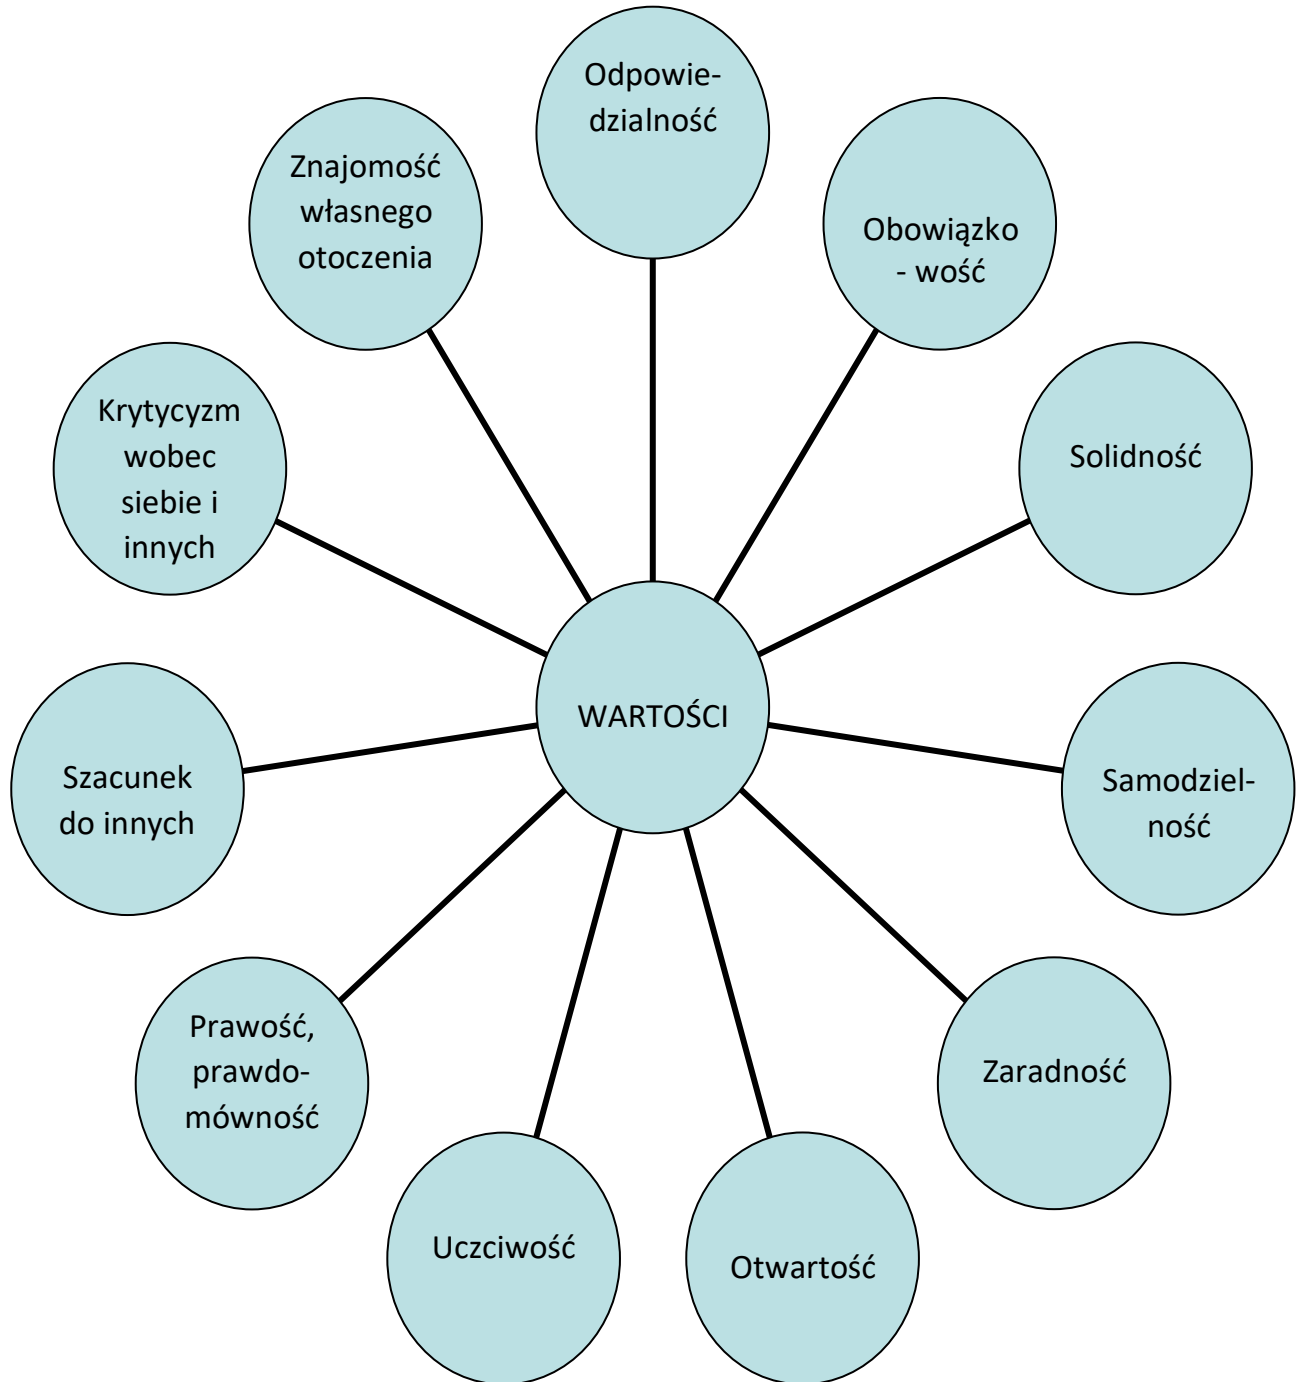 Odpowie-
dzialność
Obowiązko
- wość
Solidność
Samodziel-
ność
Zaradność
Otwartość
Uczciwość
Prawość,
prawdo-
mówność
Szacunek
do innych
Krytycyzm
wobec
siebie i
innych
Znajomość
własnego
otoczenia
WARTOŚCI